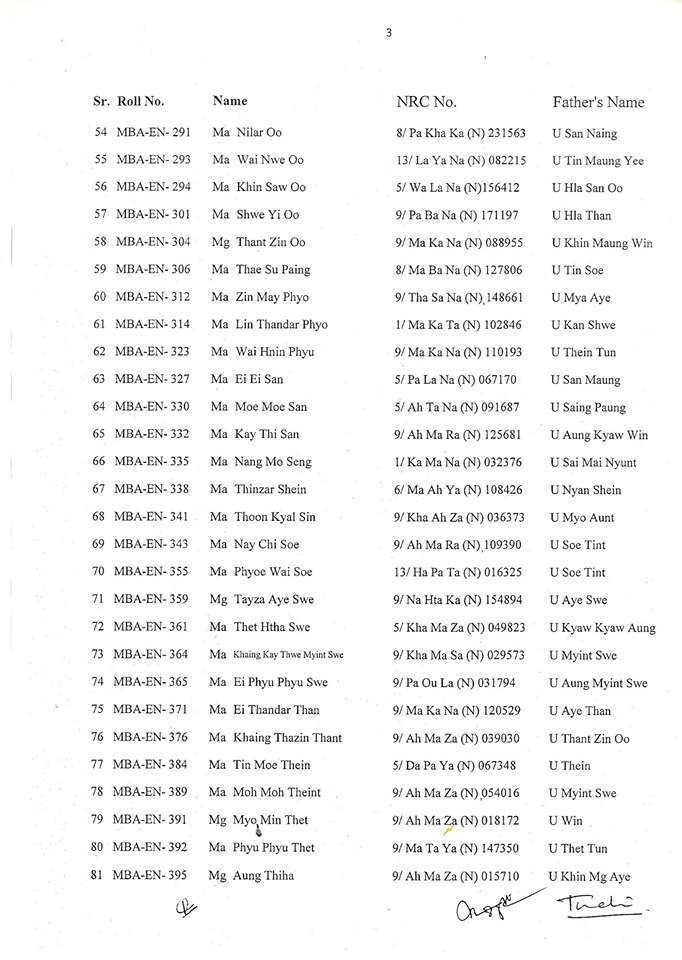 3
Sr. Roll No. Name NRC No. Father's Name
54 MBA-EN- 291 Ma Nilar Oo 8/ Pa Kha Ka (N) 231563 U San Naing
55 MBA-EN- 293 Ma Wai Nwe Oo 13/ La Ya Na (N) 082215 U Tin Maung Yee
56 MBA-EN- 294 Ma Khin Saw Oo 5/ Wa La Na (N)156412 U Hla San Oo
57 MBA-EN- 301 Ma Shwe Yi Oo 9/ Pa Ba Na (N) 171197 U Hla Than
58 MBA-EN- 304 Mg Thant Zin Oo 9/ Ma Ka Na (N) 088955 U Khin Maung Win
59 MBA-EN- 306 Ma Thae Su Paing 8/ Ma Ba Na (N) 127806 U Tin Soe
60 MBA-EN- 312 Ma Zin May Phyo 9/ Tha Sa Na (N) 148661 U Mya Aye
61 MBA-EN- 314 Ma Lin Thandar Phyo 1/ Ma Ka Ta (N) 102846 U Kan Shwe
62 MBA-EN- 323 Ma Wai Hnin Phyu 9/ Ma Ka Na (N) 110193 U Thein Tun
63 MBA-EN- 327 Ma Ei Ei San 5/ Pa La Na (N) 067170 U San Maung
64 MBA-EN- 330 Ma Moe Moe San 5/ Ah Ta Na (N) 091687 U Saing Paung
65 MBA-EN- 332 Ma Kay Thi San 9/ Ah Ma Ra (N) 125681 U Aung Kyaw Win
66 MBA-EN- 335 Ma Nang Mo Seng 1/ Ka Ma Na (N) 032376 U Sai Mai Nyunt
67 MBA-EN- 338 Ma Thinzar Shein 6/ Ma Ah Ya (N) 108426 U Nyan Shein
68 MBA-EN- 341 Ma Thoon Kyal Sin 9/ Kha Ah Za (N) 036373 U Myo Aunt
69 MBA-EN- 343 Ma Nay Chi Soe 9/ Ah Ma Ra (N) 109390 U Soe Tint
70 MBA-EN- 355 Ma Phyoe Wai Soe 13/ Ha Pa Ta (N) 016325 U Soe Tint
71 MBA-EN- 359 Mg Tayza Aye Swe 9/ Na Hta Ka (N) 154894 U Aye Swe
72 MBA-EN- 361 Ma Thet Htha Swe 5/ Kha Ma Za (N) 049823 U Kyaw Kyaw Aung
73 MBA-EN- 364 Ma Khaing Kay Thwe Myint Swe 9/ Kha Ma Sa (N) 029573 U Myint Swe
74 MBA-EN- 365 Ma Ei Phyu Phyu Swe 9/ Pa Ou La (N) 031794 U Aung Myint Swe
75 MBA-EN- 371 Ma Ei Thandar Than 9/ Ma Ka Na (N) 120529 U Aye Than
76 MBA-EN- 376 Ma Khaing Thazin Thant 9/ Ah Ma Za (N) 039030 U Thant Zin Oo
77 MBA-EN- 384 Ma Tin Moe Thein 5/ Da Pa Ya (N) 067348 U Thein
78 MBA-EN- 389 Ma Moh Moh Theint 9/ Ah Ma Za (N) 054016 U Myint Swe
79 MBA-EN- 391 Mg Myo Min Thet 9/ Ah Ma Za (N) 018172 U Win
80 MBA-EN- 392 Ma Phyu Phyu Thet 9/ Ma Ta Ya (N) 147350 U Thet Tun
81 MBA-EN- 395 Mg Aung Thiha 9/ Ah Ma Za (N) 015710 U Khin Mg Aye